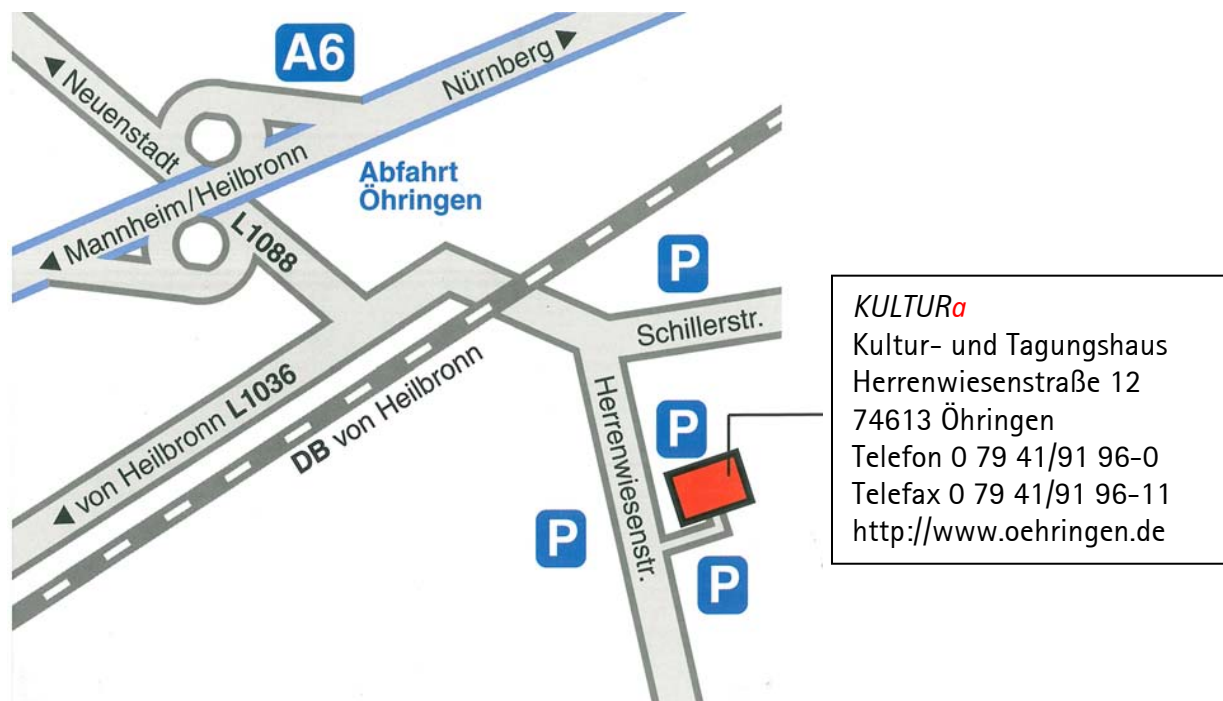 A6
Nürnberg ▶
◀ Neuenstadt
◀ Mannheim/Heilbronn
Abfahrt
Öhringen
L1088
P
Schillerstr.
◀ von Heilbronn L1036
DB von Heilbronn
Herrenwiesenstr.
P
P
P
KULTURa
Kultur- und Tagungshaus
Herrenwiesenstraße 12
74613 Öhringen
Telefon 0 79 41/91 96-0
Telefax 0 79 41/91 96-11
http://www.oehringen.de